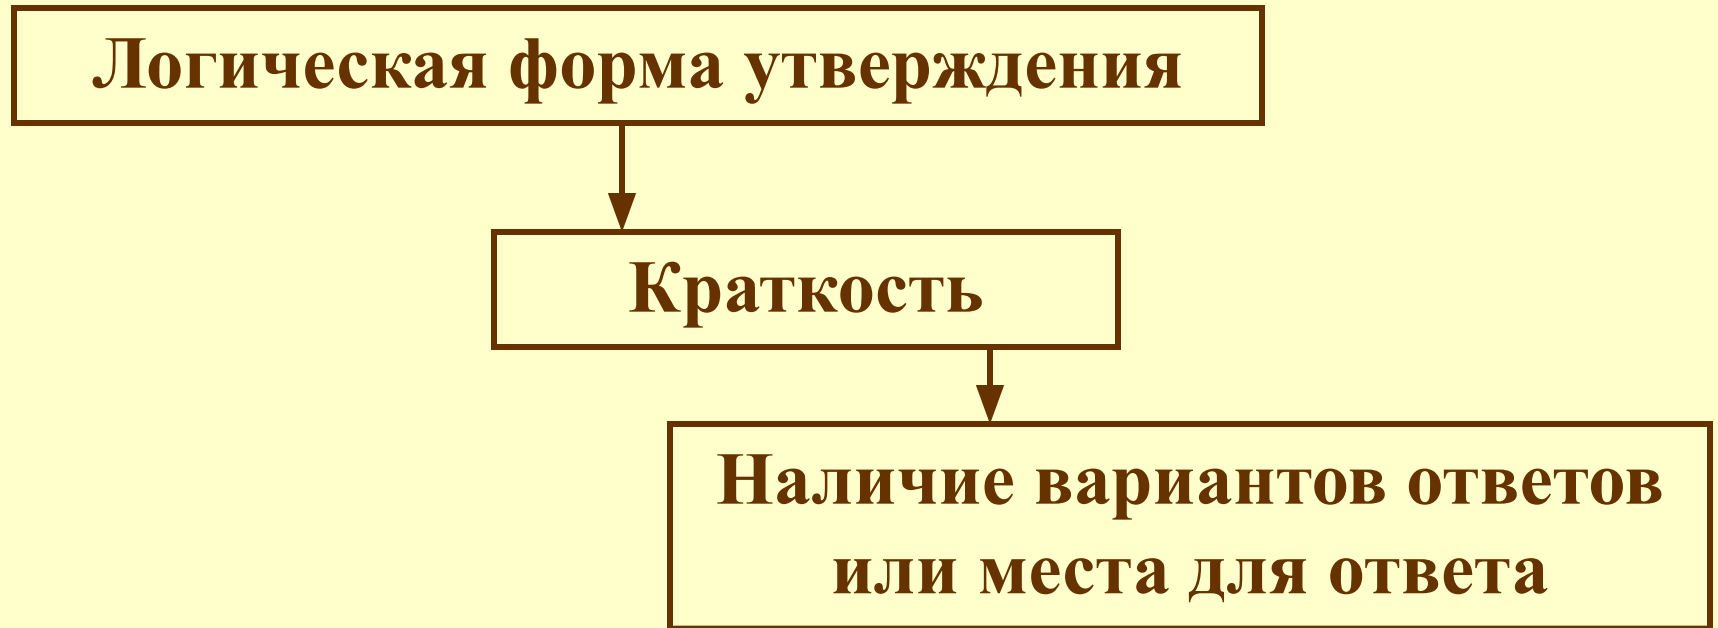 Логическая форма утверждения
Краткость
Наличие вариантов ответов
или места для ответа